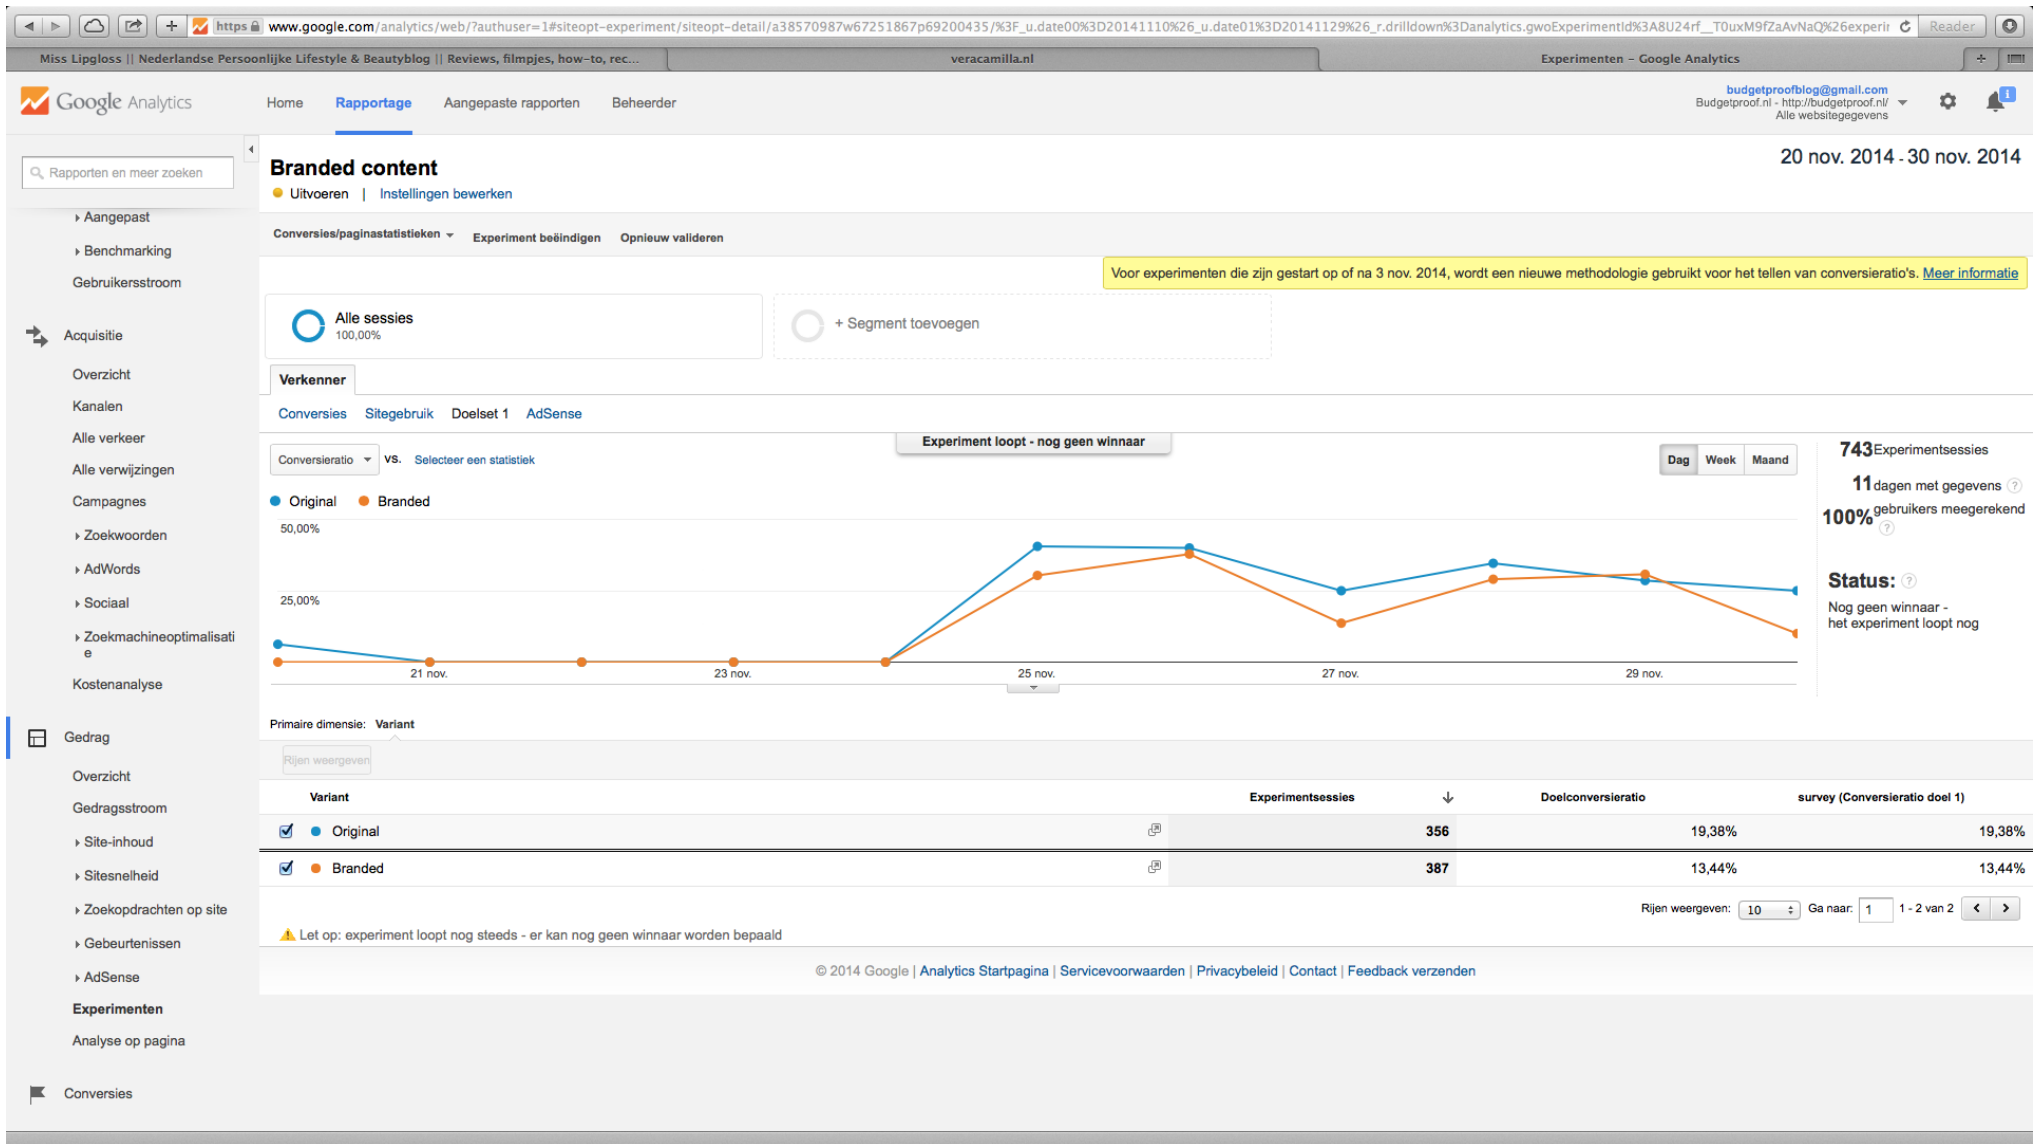 https www.google.com/analytics/web/?authuser=1#siteopt-experiment/siteopt-detail/a38570987w67251867p69200435/%3F_u.date00%3D20141110%26_u.date01%3D20141129%26_r.drilldown%3Danalytics.gwoExperimentId%3A8U24rf__T0uxM9fZaAvNaQ%26experir Reader
Miss Lipgloss || Nederlandse Persoonlijke Lifestyle & Beautyblog || Reviews, filmpjes, how-to, rec... veracamilla.nl Experimenten – Google Analytics
Google Analytics Home Rapportage Aangepaste rapporten Beheerder
budgetproofblog@gmail.com
Budgetproof.nl - http://budgetproof.nl/
Alle websitegegevens
1
Rapporten en meer zoeken
Aangepast
Benchmarking
Gebruikersstroom
Acquisitie
Overzicht
Kanalen
Alle verkeer
Alle verwijzingen
Campagnes
Zoekwoorden
AdWords
Sociaal
Zoekmachineoptimalisati
e
Kostenanalyse
Gedrag
Overzicht
Gedragsstroom
Site-inhoud
Sitesnelheid
Zoekopdrachten op site
Gebeurtenissen
AdSense
Experimenten
Analyse op pagina
Conversies
Branded content
20 nov. 2014 - 30 nov. 2014
Uitvoeren | Instellingen bewerken
Conversies/paginastatistieken Experiment beëindigen Opnieuw valideren
Voor experimenten die zijn gestart op of na 3 nov. 2014, wordt een nieuwe methodologie gebruikt voor het tellen van conversieratio's. Meer informatie
Alle sessies
100,00%
+ Segment toevoegen
Verkenner
Conversies Sitegebruik Doelset 1 AdSense
Experiment loopt - nog geen winnaar
Conversieratio VS. Selecteer een statistiek
Dag Week Maand
Original Branded
50,00%
25,00%
21 nov. 23 nov. 25 nov. 27 nov. 29 nov.
743 Experimentsessies
11 dagen met gegevens ?
100% gebruikers meegerekend
?
Status: ?
Nog geen winnaar -
het experiment loopt nog
Primaire dimensie: Variant
Rijen weergeven
Variant Experimentsessies Doelconversieratio survey (Conversieratio doel 1)
Original 356 19,38% 19,38%
Branded 387 13,44% 13,44%
Rijen weergeven: 10 Ga naar: 1 1 - 2 van 2
Let op: experiment loopt nog steeds - er kan nog geen winnaar worden bepaald
© 2014 Google | Analytics Startpagina | Servicevoorwaarden | Privacybeleid | Contact | Feedback verzenden